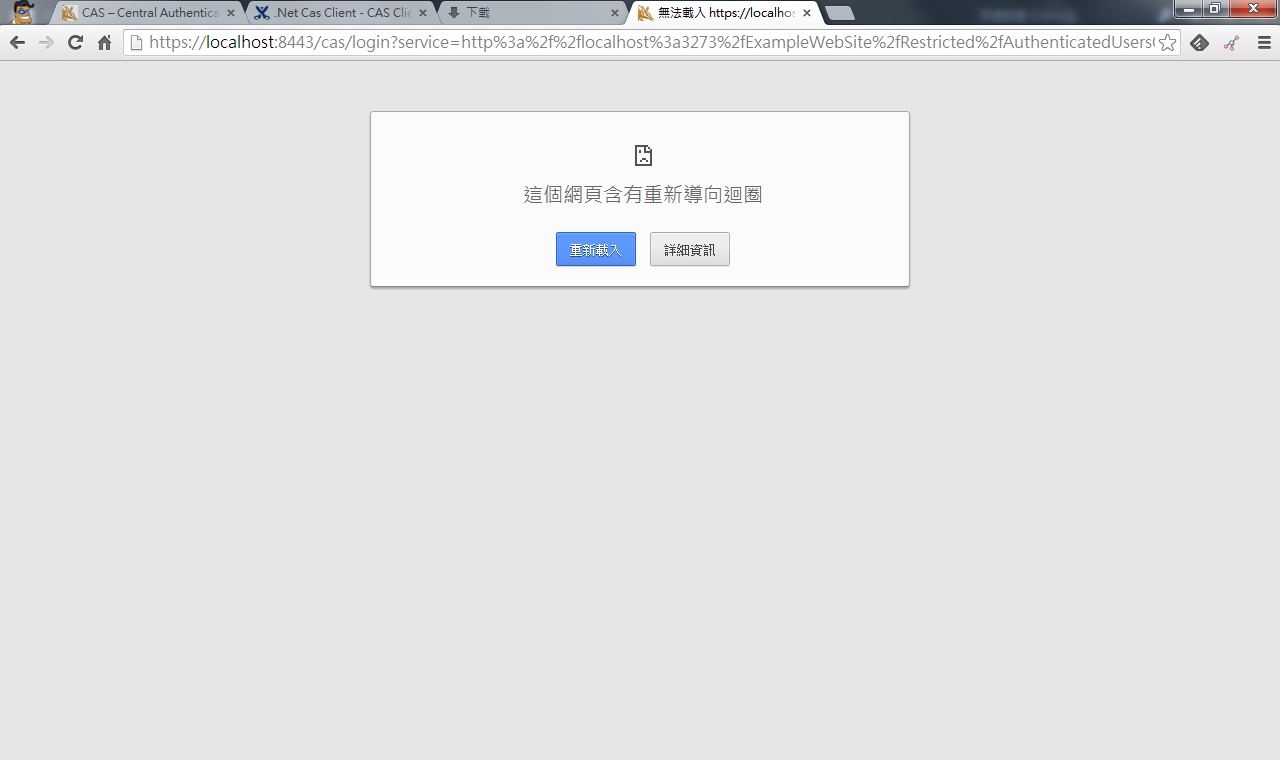 CAS – Central Authentica
.Net Cas Client - CAS Clie
下載
無法載入 https://localhos
https://localhost:8443/cas/login?service=http%3a%2f%2flocalhost%3a3273%2fExampleWebSite%2fRestricted%2fAuthenticatedUsers
這個網頁含有重新導向迴圈
重新載入
詳細資訊